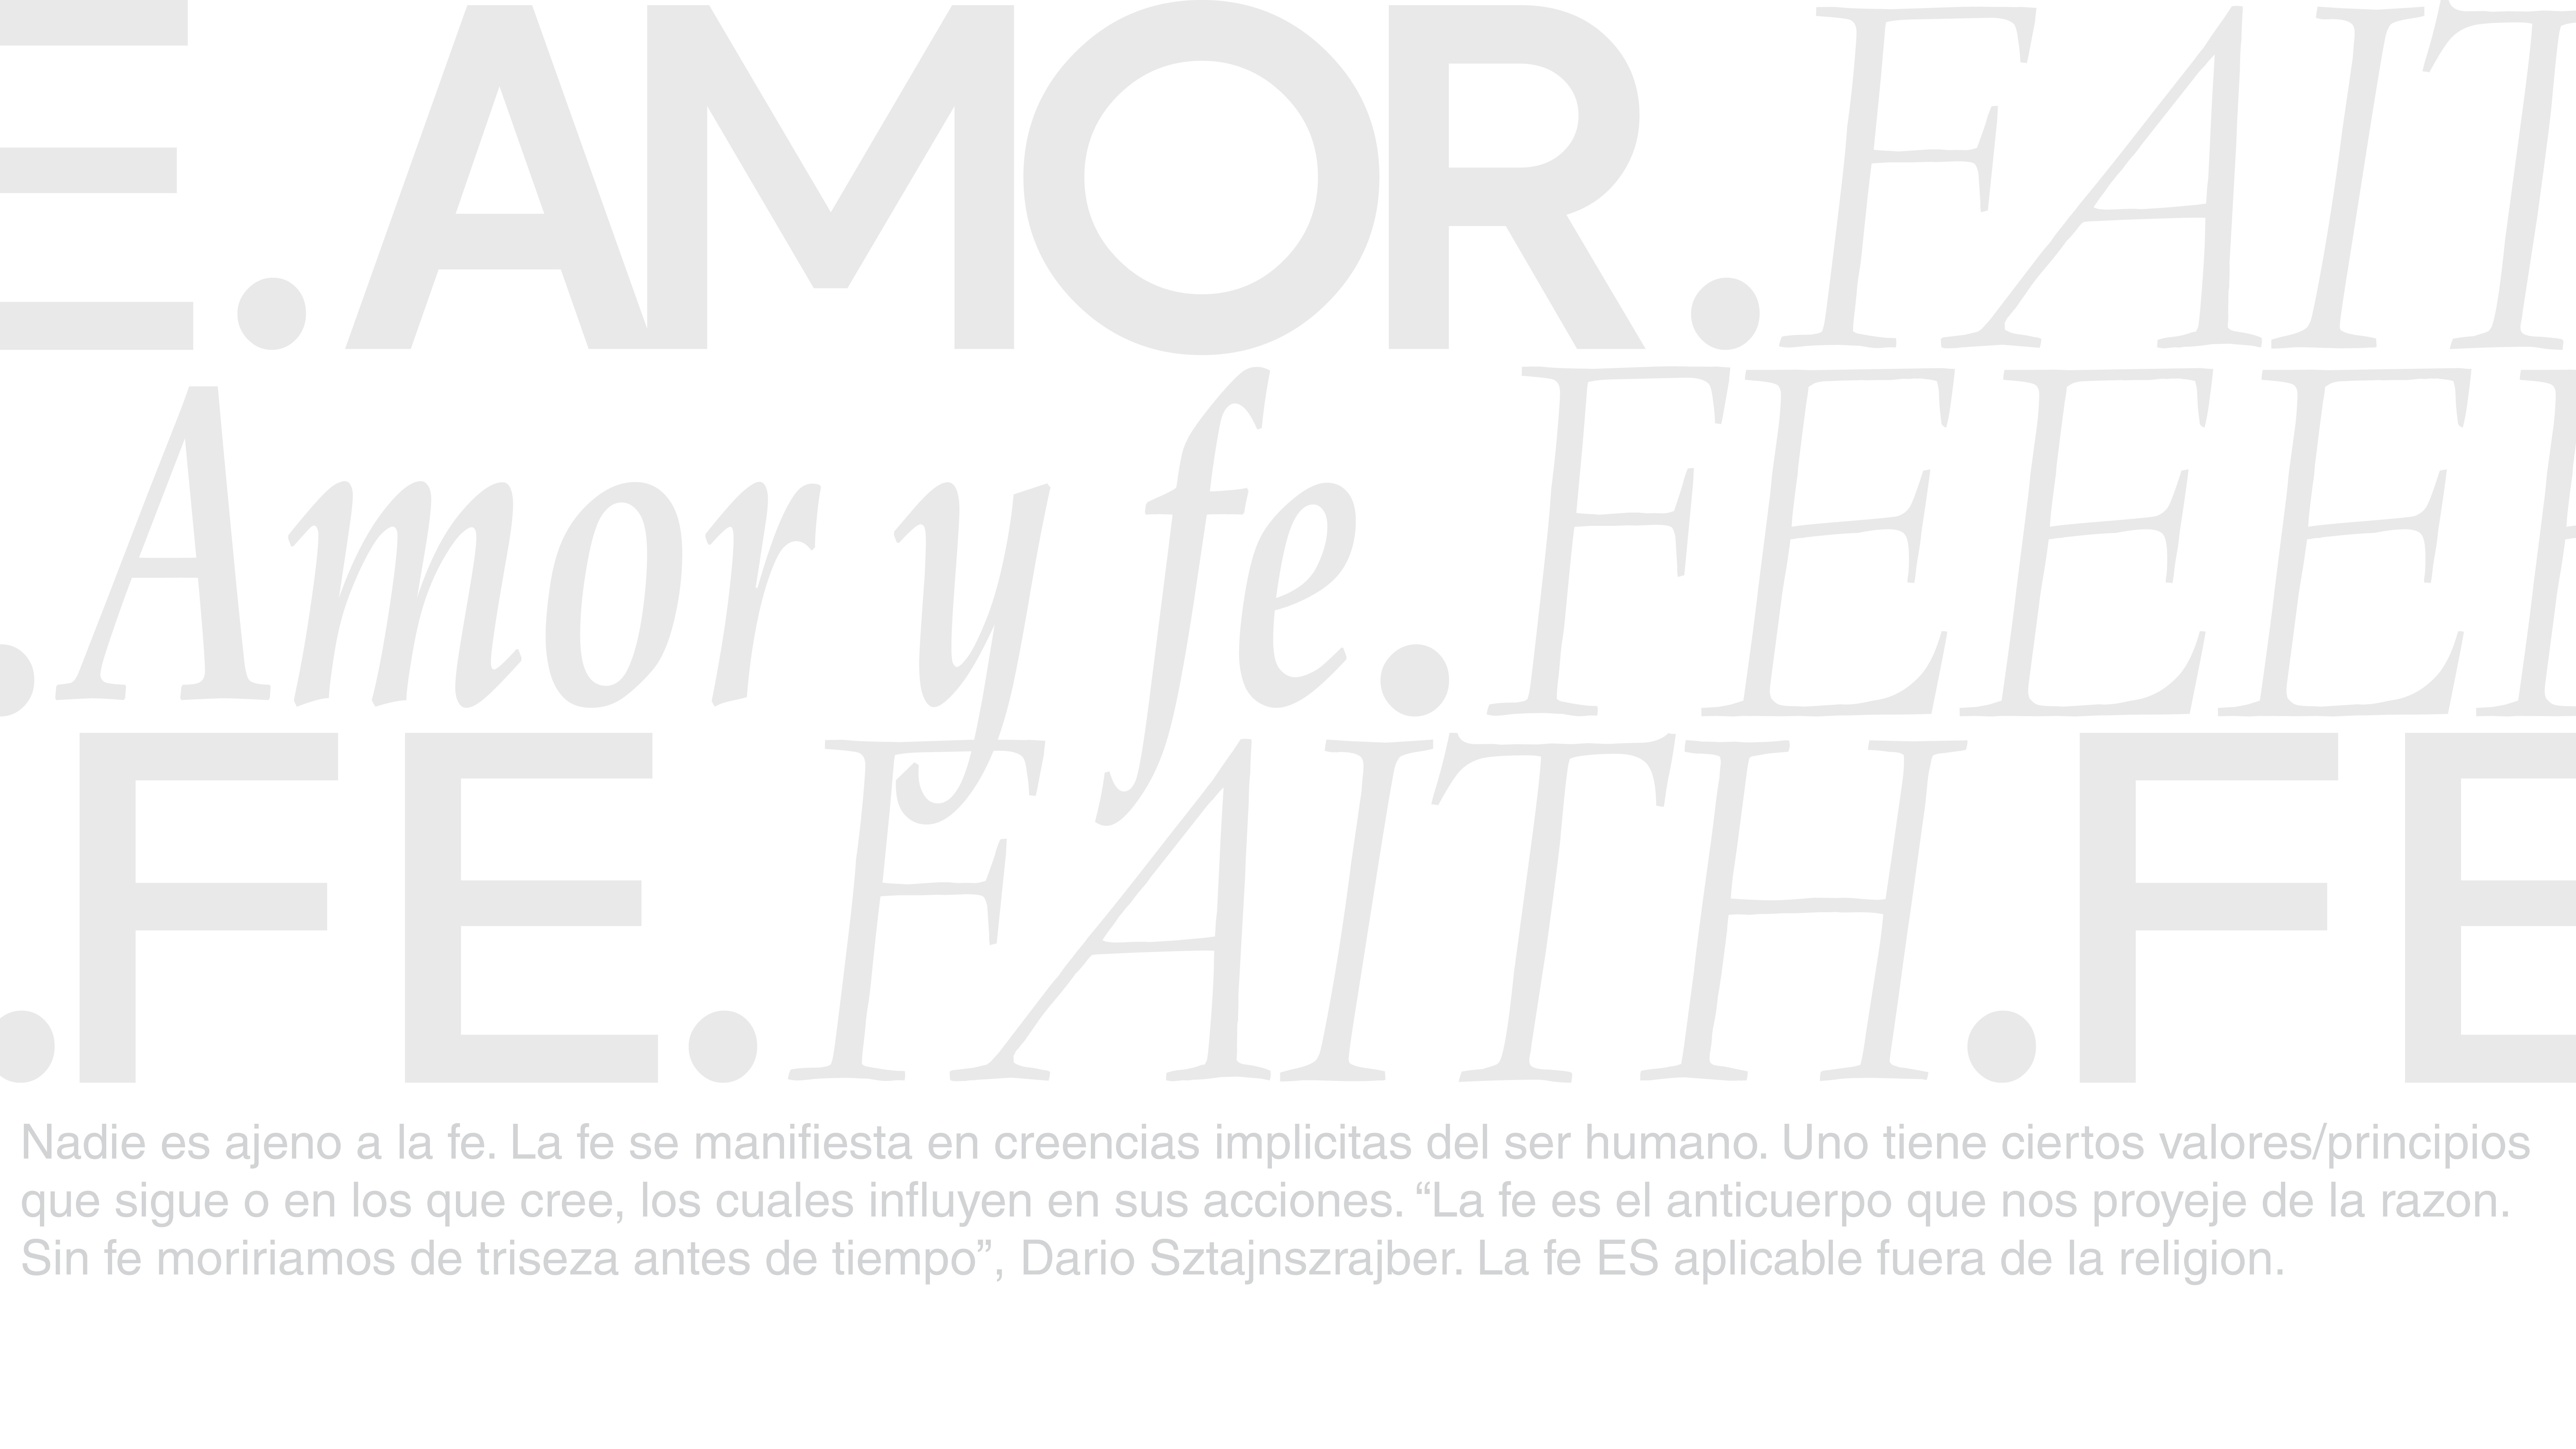 E.AMOR.FAIT
.Amor y fe.FEEEE
.FE.FAITH.FE
Nadie es ajeno a la fe. La fe se manifiesta en creencias implicitas del ser humano. Uno tiene ciertos valores/principios
que sigue o en los que cree, los cuales influyen en sus acciones. “La fe es el anticuerpo que nos proyeje de la razon.
Sin fe moririamos de triseza antes de tiempo”, Dario Sztajnszrajber. La fe ES aplicable fuera de la religion.